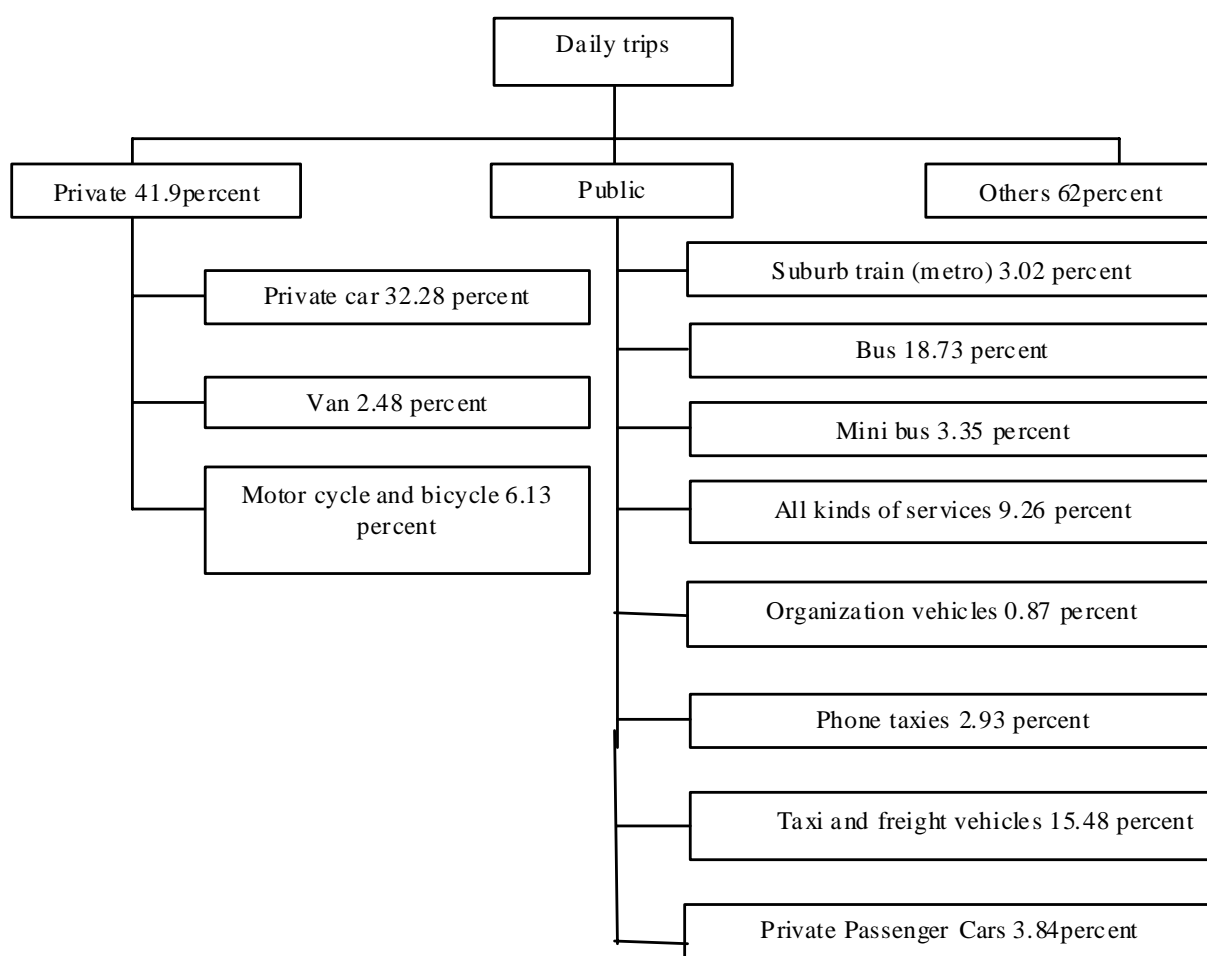 Daily trips
Private 41.9percent
Public
Others 62percent
Private car 32.28 percent
Van 2.48 percent
Motor cycle and bicycle 6.13
percent
Suburb train (metro) 3.02 percent
Bus 18.73 percent
Mini bus 3.35 percent
All kinds of services 9.26 percent
Organization vehicles 0.87 percent
Phone taxies 2.93 percent
Taxi and freight vehicles 15.48 percent
Private Passenger Cars 3.84percent